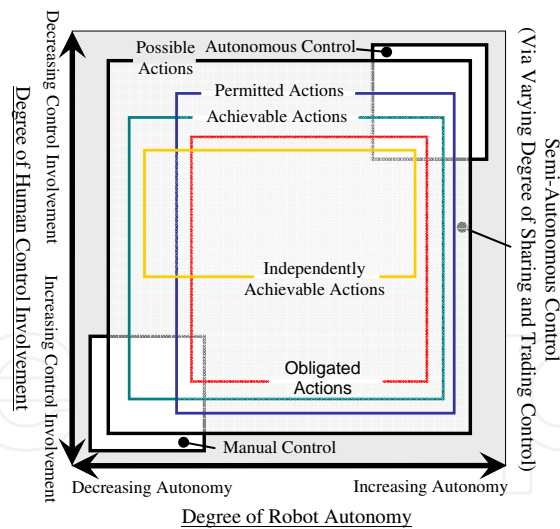 Possible
Actions
Autonomous Control
Permitted Actions
Achievable Actions
Independently
Achievable Actions
Obligated
Actions
Manual Control
Decreasing Control Involvement
Increasing Control Involvement
Degree of Human Control Involvement
Semi-Autonomous Control
(Via Varying Degree of Sharing and Trading Control)
Decreasing Autonomy
Increasing Autonomy
Degree of Robot Autonomy